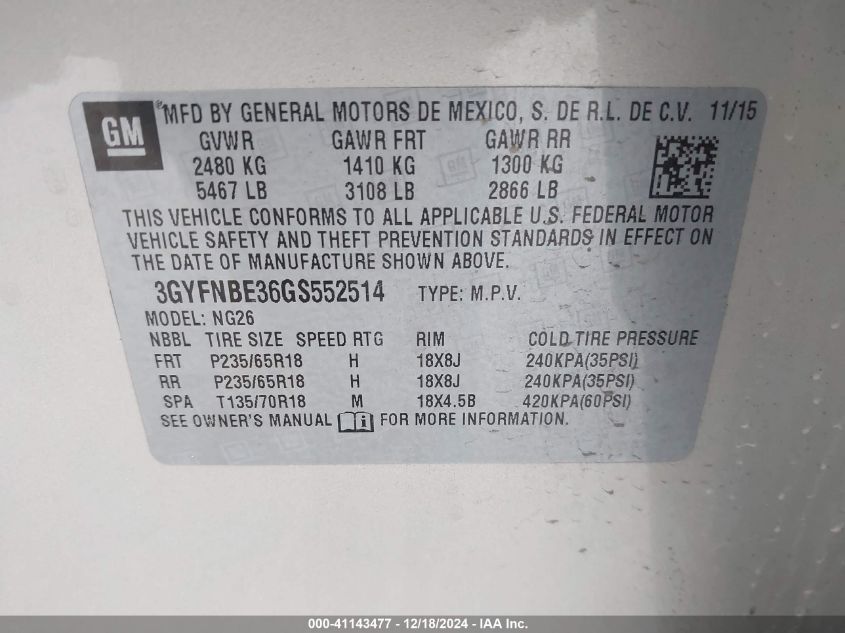 GM
® MFD BY GENERAL MOTORS DE MEXICO, S. DE R.L. DE C.V. 11/15
GVWR GAWR FRT GAWR RR
2480 KG 1410 KG 1300 KG
5467 LB 3108 LB 2866 LB
THIS VEHICLE CONFORMS TO ALL APPLICABLE U.S. FEDERAL MOTOR
VEHICLE SAFETY AND THEFT PREVENTION STANDARDS IN EFFECT ON
THE DATE OF MANUFACTURE SHOWN ABOVE.
3GYFNBE36GS552514 TYPE: M.P.V.
MODEL: NG26
NBBL TIRE SIZE SPEED RTG RIM COLD TIRE PRESSURE
FRT P235/65R18 H 18X8J 240KPA(35PSI)
RR P235/65R18 H 18X8J 240KPA(35PSI)
SPA T135/70R18 M 18X4.5B 420KPA(60PSI)
SEE OWNER'S MANUAL FOR MORE INFORMATION.
000-41143477 - 12/18/2024 - IAA Inc.